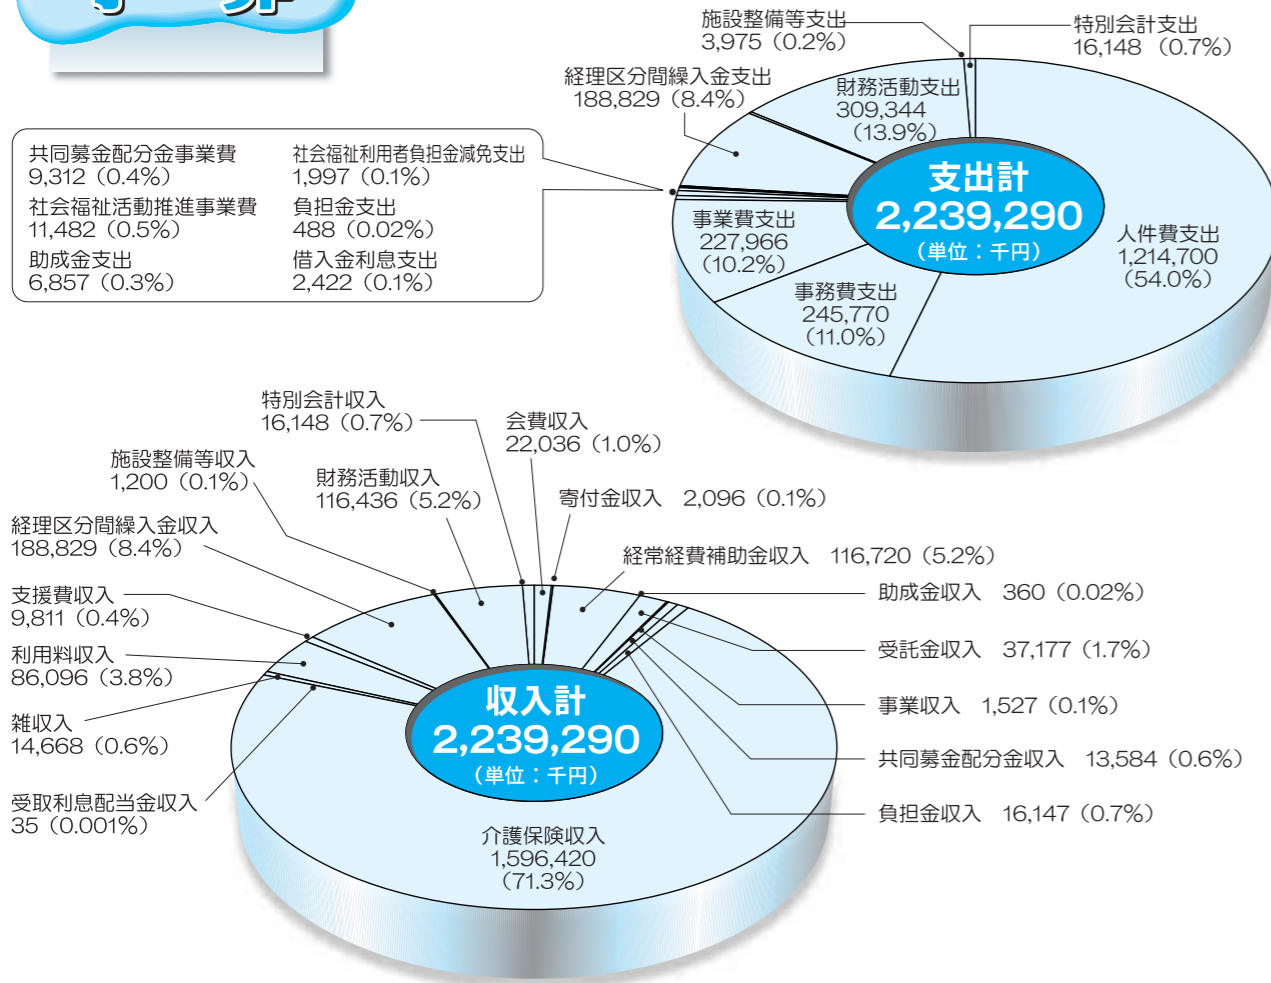 施設整備等支出
3,975（0.2%）
特別会計支出
16,148（0.7%）
経理区分間繰入金支出
188,829（8.4%）
財務活動支出
309,344
（13.9%）
共同募金配分金事業費
9,312（0.4%）
社会福祉活動推進事業費
11,482（0.5%）
助成金支出
6,857（0.3%）
社会福祉利用者負担金減免支出
1,997（0.1%）
負担金支出
488（0.02%）
借入金利息支出
2,422（0.1%）
支出計
2,239,290
（単位：千円）
事業費支出
227,966
（10.2%）
事務費支出
245,770
（11.0%）
人件費支出
1,214,700
（54.0%）
特別会計収入
16,148（0.7%）
会費収入
22,036（1.0%）
施設整備等収入
1,200（0.1%）
財務活動収入
116,436（5.2%）
寄付金収入　2,096（0.1%）
経理区分間繰入金収入
188,829（8.4%）
経常経費補助金収入　116,720（5.2%）
支援費収入
9,811（0.4%）
助成金収入　360（0.02%）
利用料収入
86,096（3.8%）
受託金収入　37,177（1.7%）
雑収入
14,668（0.6%）
事業収入　1,527（0.1%）
受取利息配当金収入
35（0.001%）
共同募金配分金収入　13,584（0.6%）
負担金収入　16,147（0.7%）
収入計
2,239,290
（単位：千円）
介護保険収入
1,596,420
（71.3%）